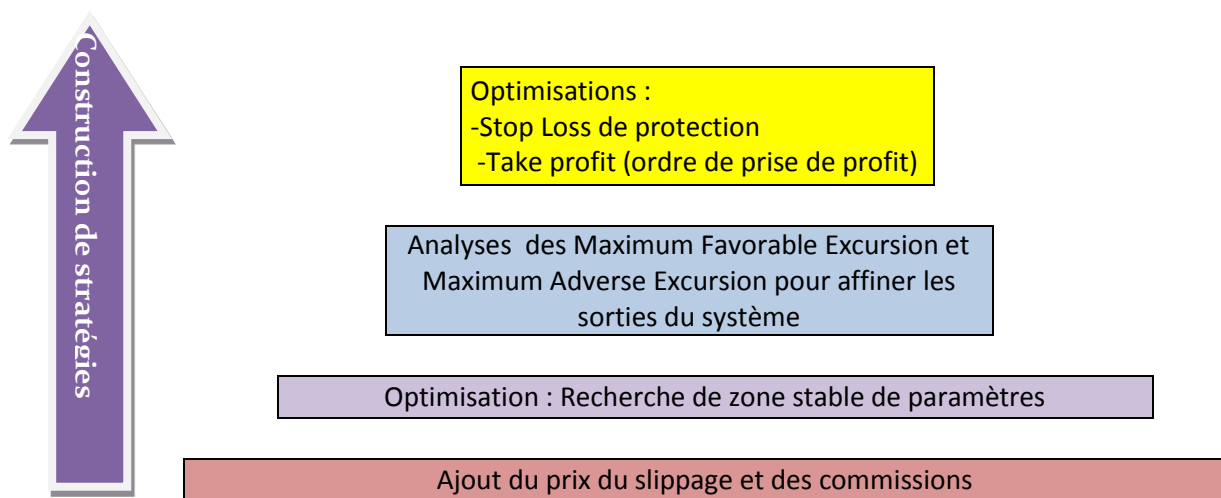 Construction de stratégies
Optimisations :
-Stop Loss de protection
-Take profit (ordre de prise de profit)
Analyses des Maximum Favorable Excursion et
Maximum Adverse Excursion pour affiner les
sorties du système
Optimisation : Recherche de zone stable de paramètres
Ajout du prix du slippage et des commissions